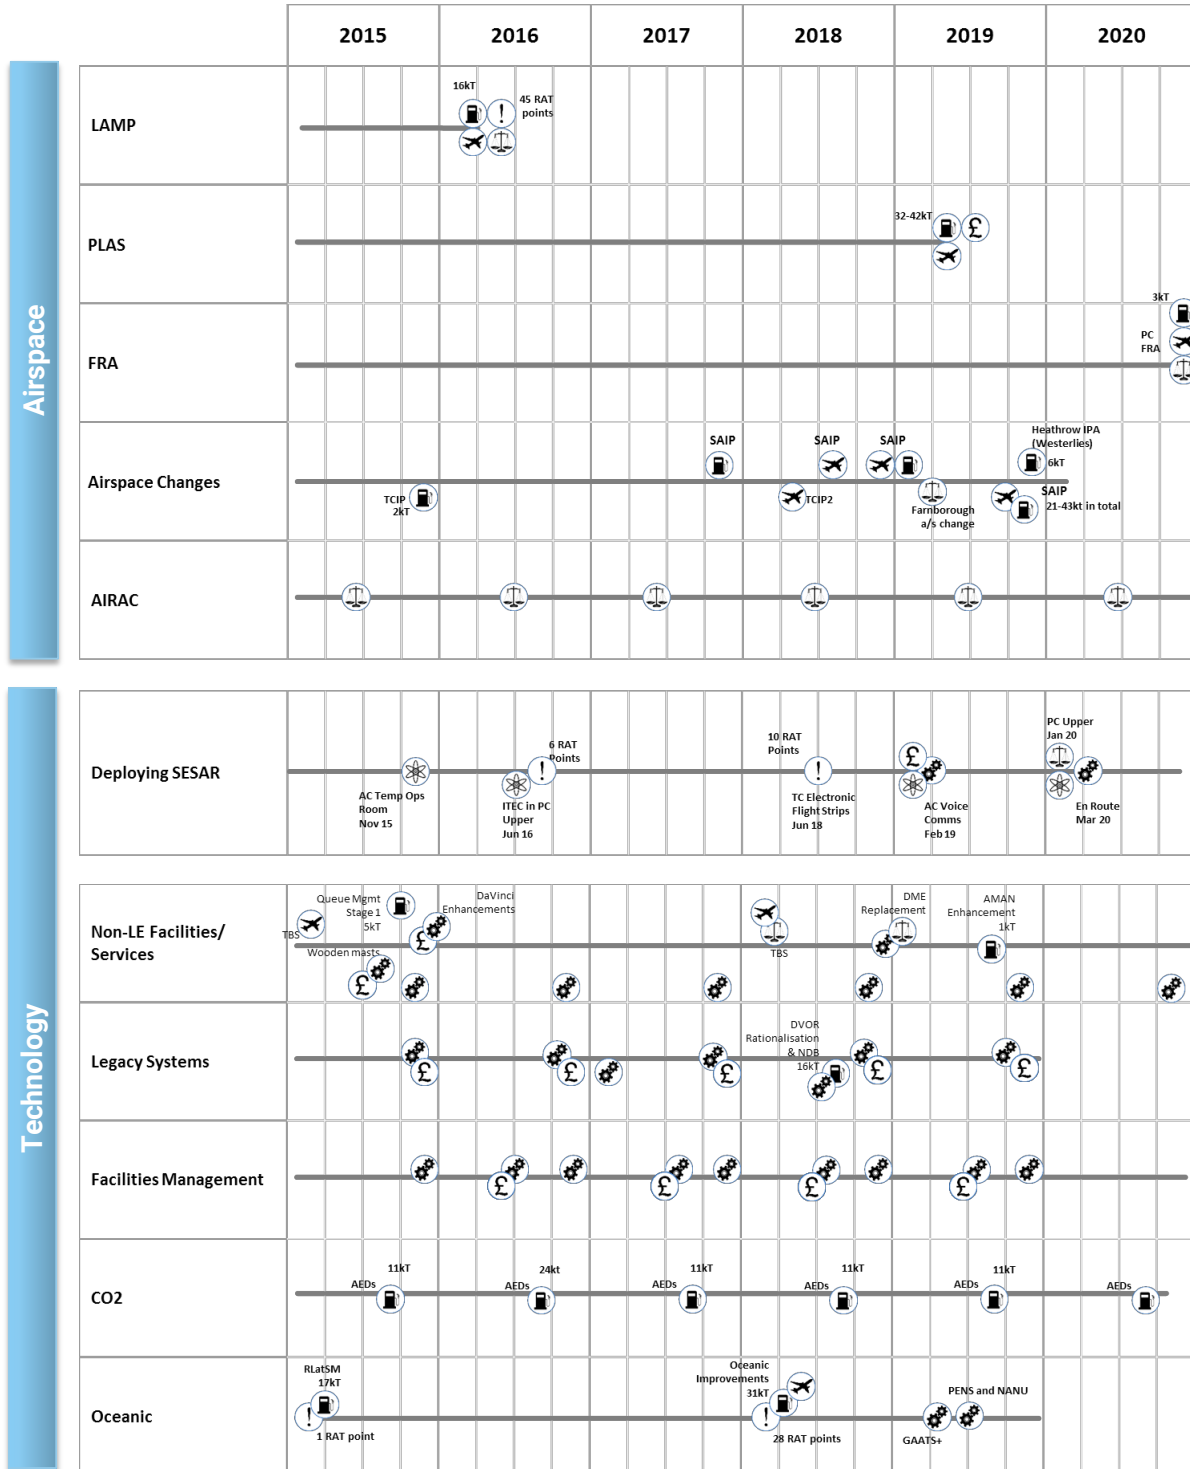 2015 2016 2017 2018 2019 2020
Airspace
LAMP
16kT
45 RAT
points
PLAS
32-42kT
£
FRA
3kT
PC
FRA
Airspace Changes
TCIP
2kT
SAIP
SAIP
TCIP2
SAIP
Farnborough
a/s change
Heathrow IPA
(Westerlies)
6kT
SAIP
21-43kt in total
AIRAC
Technology
Deploying SESAR
AC Temp Ops
Room
Nov 15
6 RAT
Points
!
ITEC in PC
Upper
Jun 16
10 RAT
Points
!
TC Electronic
Flight Strips
Jun 18
£
AC Voice
Comms
Feb 19
PC Upper
Jan 20
En Route
Mar 20
Non-LE Facilities/
Services
TBS
Queue Mgmt
Stage 1
5kT
Wooden masts
£
£
DaVinci
Enhancements
TBS
DME
Replacement
AMAN
Enhancement
1kT
Legacy Systems
£
£
£
DVOR
Rationalisation
& NDB
16kT
£
£
Facilities Management
£
£
£
£
CO2
AEDs
11kT
AEDs
24kt
AEDs
11kT
AEDs
11kT
AEDs
11kT
AEDs
Oceanic
RLatSM
17kT
!
1 RAT point
Oceanic
Improvements
31kT
!
28 RAT points
GAATS+
PENS and NANU